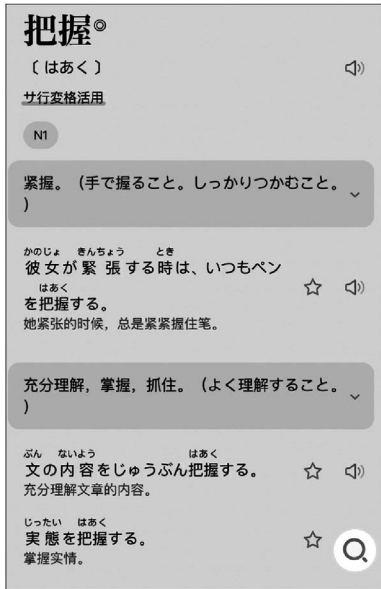 把握◎
〔はあく〕
サ行変格活用
N1
紧握。（手で握ること。しっかりつかむこと。
）
かのじょ きんちょう とき
彼女が緊張する時は、いつもペン
はあく
を把握する。
她紧张的时候，总是紧紧握住笔。
充分理解，掌握，抓住。（よく理解すること。
）
ぶん ないよう はあく
文の内容をじゅうぶん把握する。
充分理解文章的内容。
じったい はあく
実態を把握する。
掌握实情。